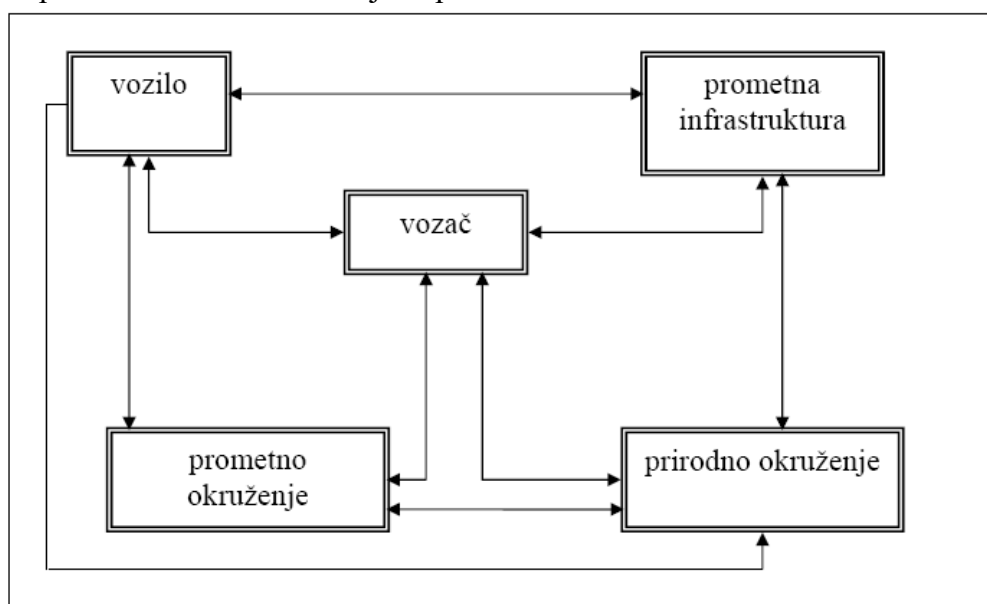 vozilo
prometna
infrastruktura
vozač
prometno
okruženje
prirodno okruženje